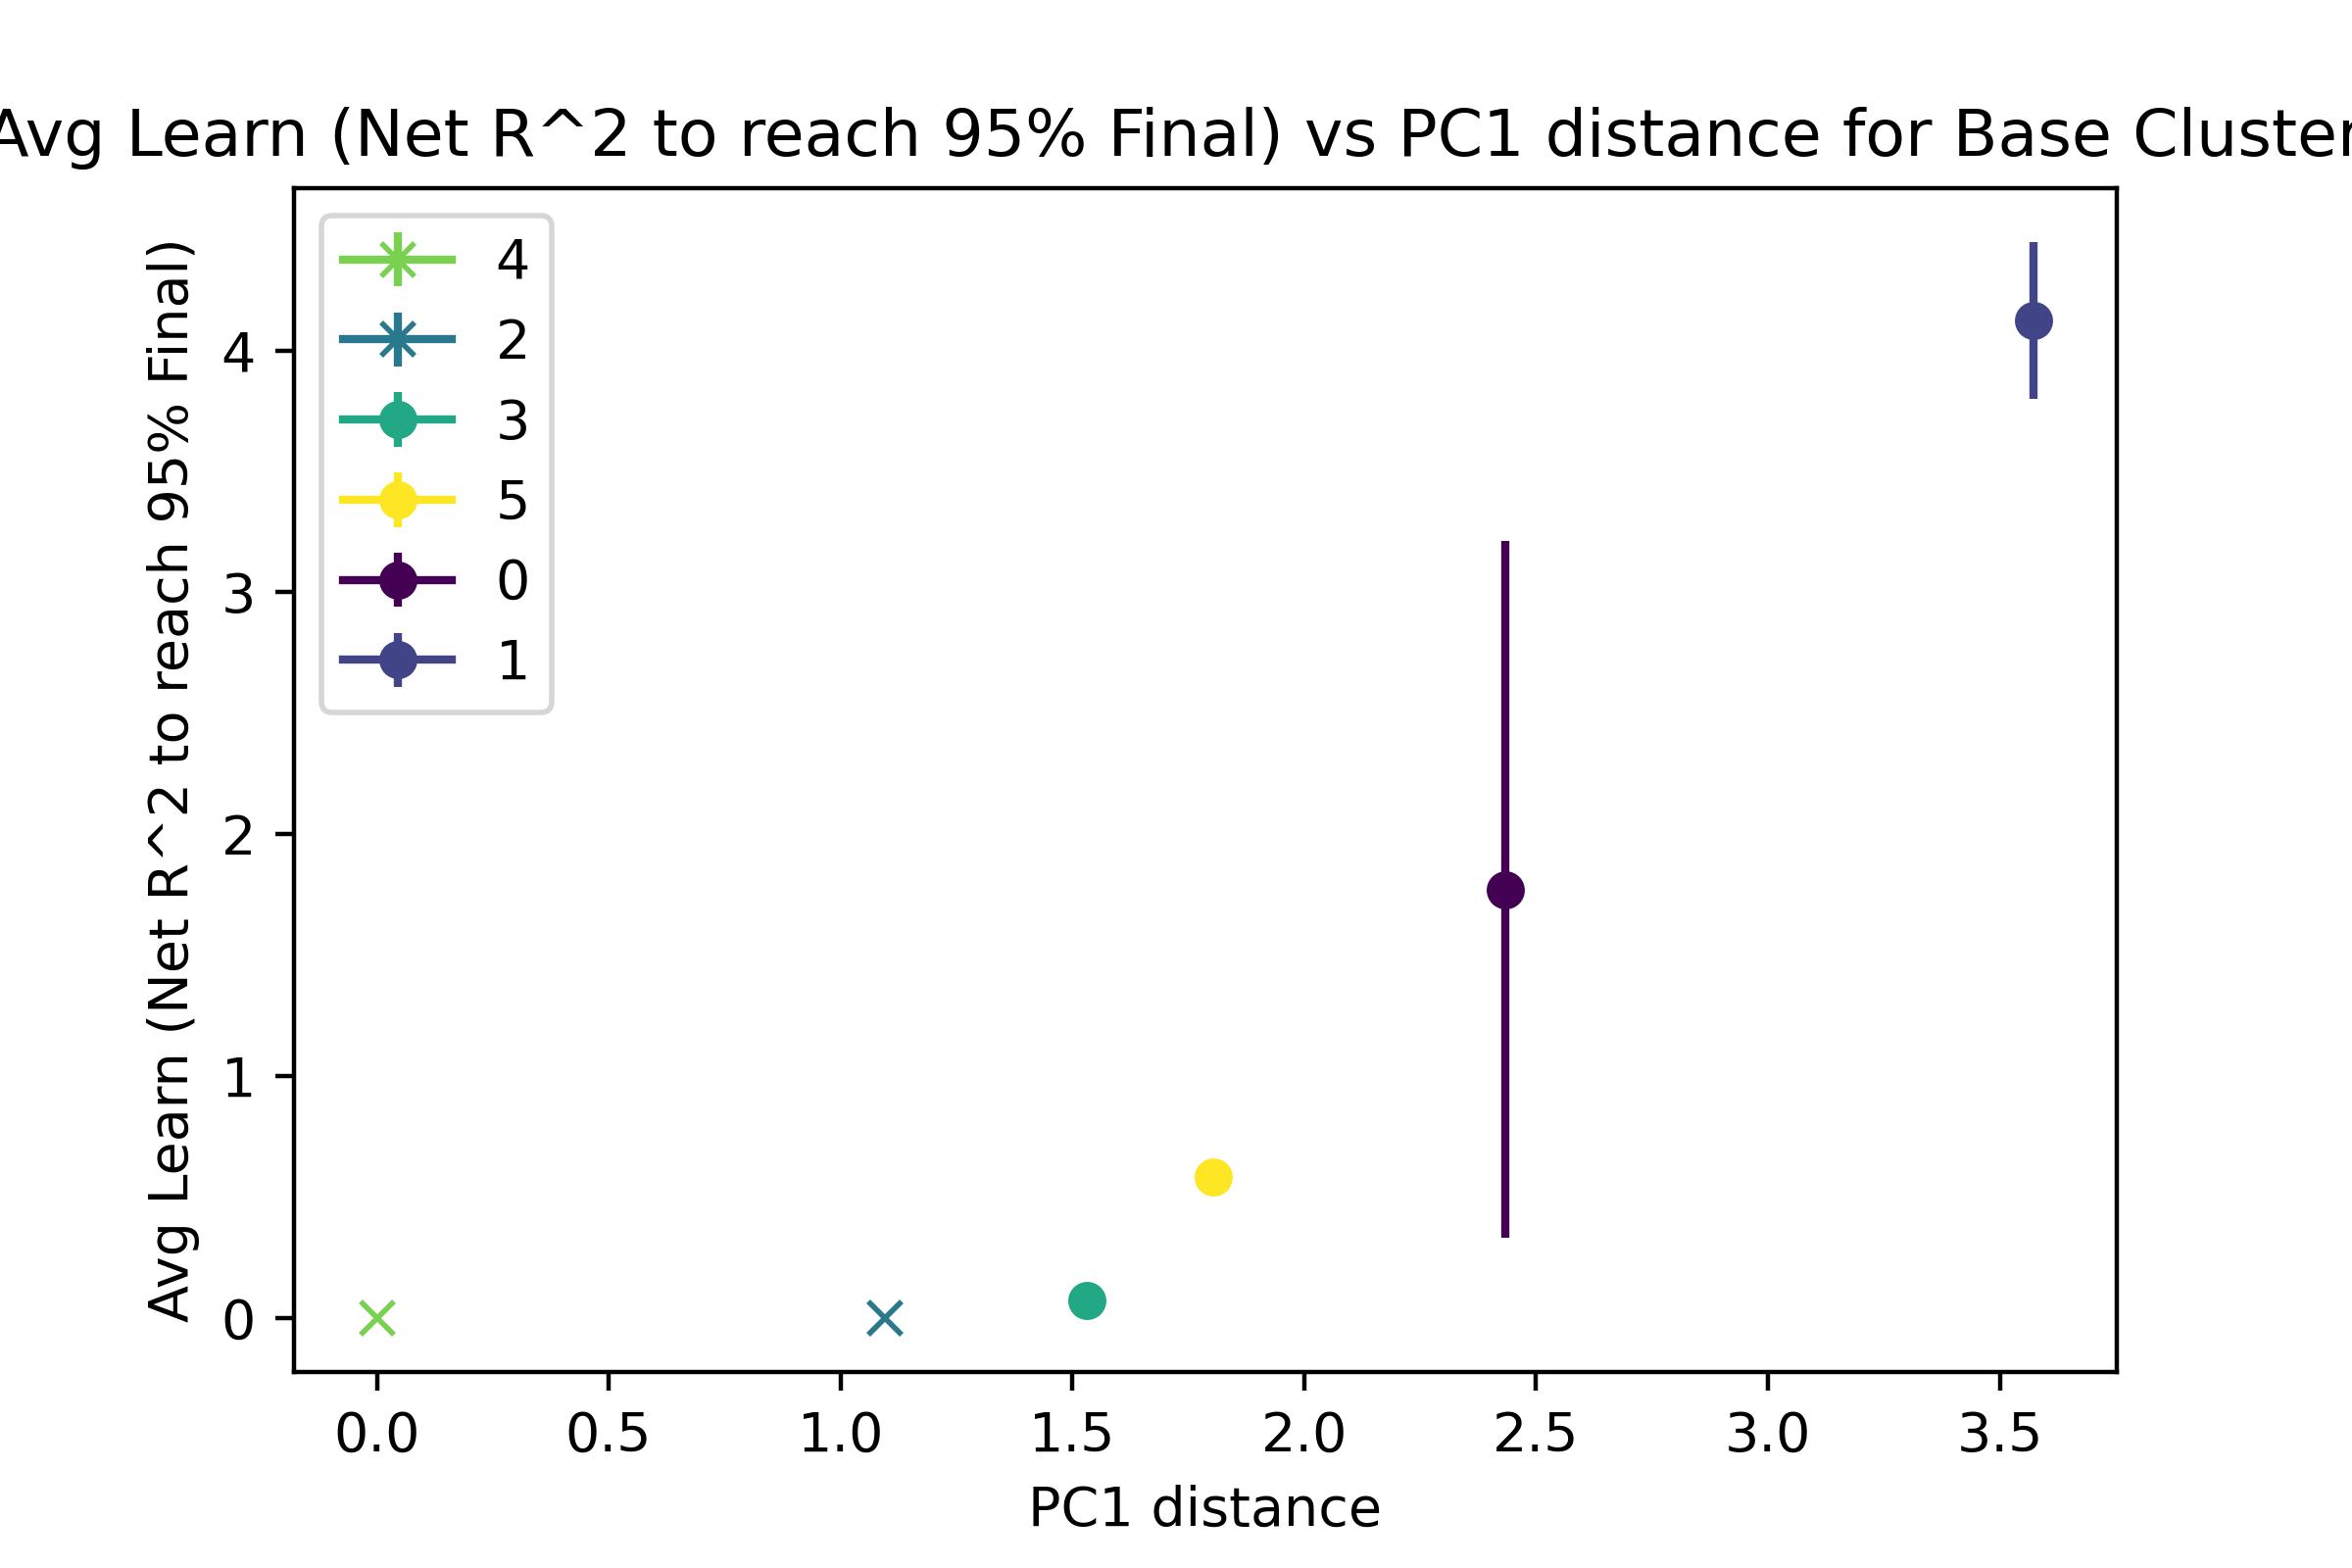 Avg Learn (Net R^2 to reach 95% Final) vs PC1 distance for Base Cluster
Avg Learn (Net R^2 to reach 95% Final)
4
3
2
1
0
4
2
3
5
0
1
0.0 0.5 1.0 1.5 2.0 2.5 3.0 3.5
PC1 distance